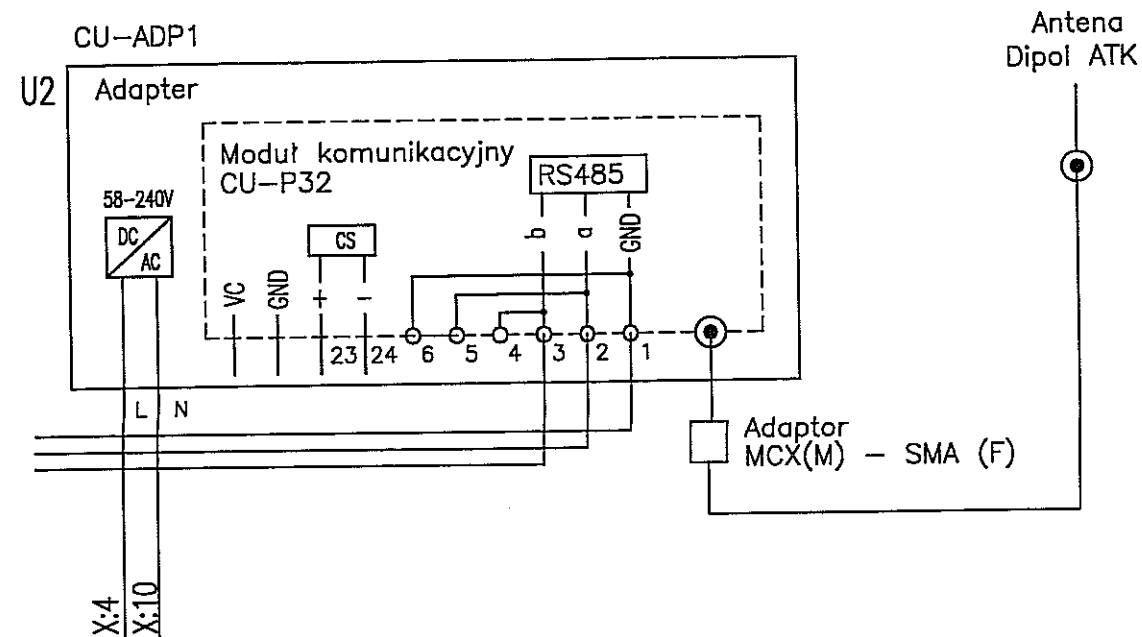 CU-ADP1
Antena
Dipol ATK
U2
Adapter
Moduł komunikacyjny
CU-P32
RS485
58-240V
DC
AC
CS
b
a
GND
VC
GND
+
-
23
24
6
5
4
3
2
1
L
N
Adaptor
MCX(M) - SMA (F)
X:4
X:10